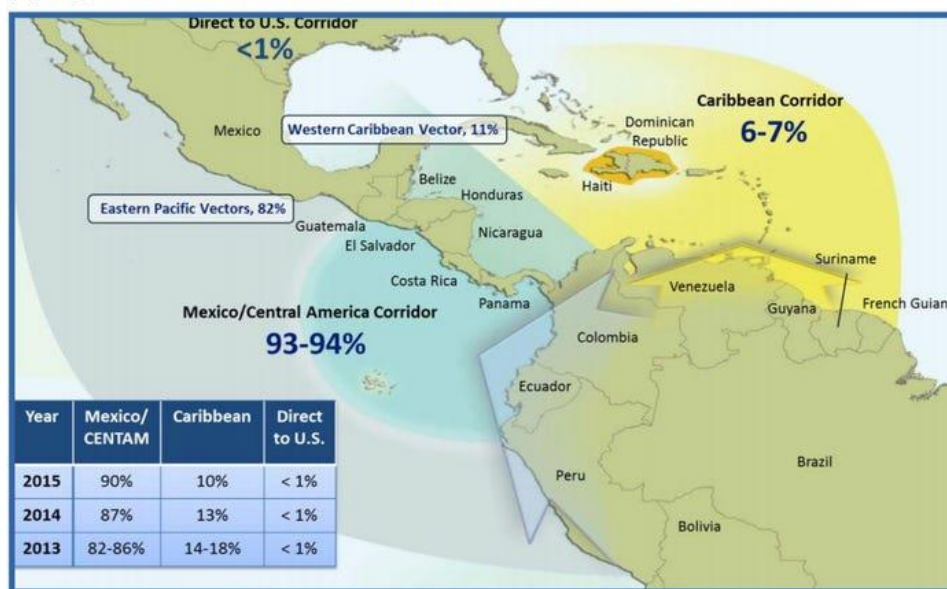 Direct to U.S. Corridor
<1%
Caribbean Corridor
6-7%
Dominican
Republic
Mexico
Western Caribbean Vector, 11%
Haiti
Belize
Honduras
Eastern Pacific Vectors, 82%
Guatemala
Nicaragua
El Salvador
Suriname
Costa Rica
Venezuela
Panama
Guyana
French Guian
Mexico/Central America Corridor
93-94%
Colombia
Ecuador
Peru
Brazil
Bolivia
Year Mexico/ Caribbean Direct
CENTAM to U.S.
2015 90% 10% < 1%
2014 87% 13% < 1%
2013 82-86% 14-18% < 1%